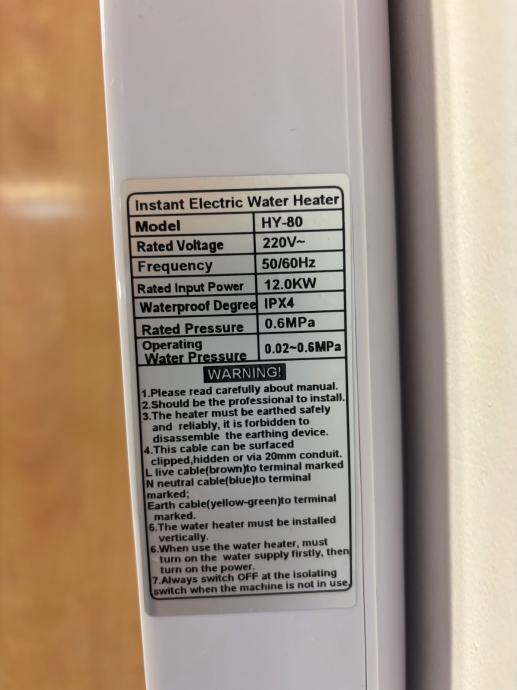 Instant Electric Water Heater
Model HY-80
Rated Voltage 220V~
Frequency 50/60Hz
Rated Input Power 12.0KW
Waterproof Degree IPX4
Rated Pressure 0.6MPa
Operating
Water Pressure 0.02~0.6MPa
WARNING!
1.Please read carefully about manual.
2.Should be the professional to install.
3.The heater must be earthed safely
and reliably, it is forbidden to
disassemble the earthing device.
4.This cable can be surfaced
clipped,hidden or via 20mm conduit.
L live cable(brown)to terminal marked
N neutral cable(blue)to terminal
marked;
Earth cable(yellow-green)to terminal
marked.
5.The water heater must be installed
vertically.
6.When use the water heater, must
turn on the water supply firstly, then
turn on the power.
7.Always switch OFF at the isolating
switch when the machine is not in use.